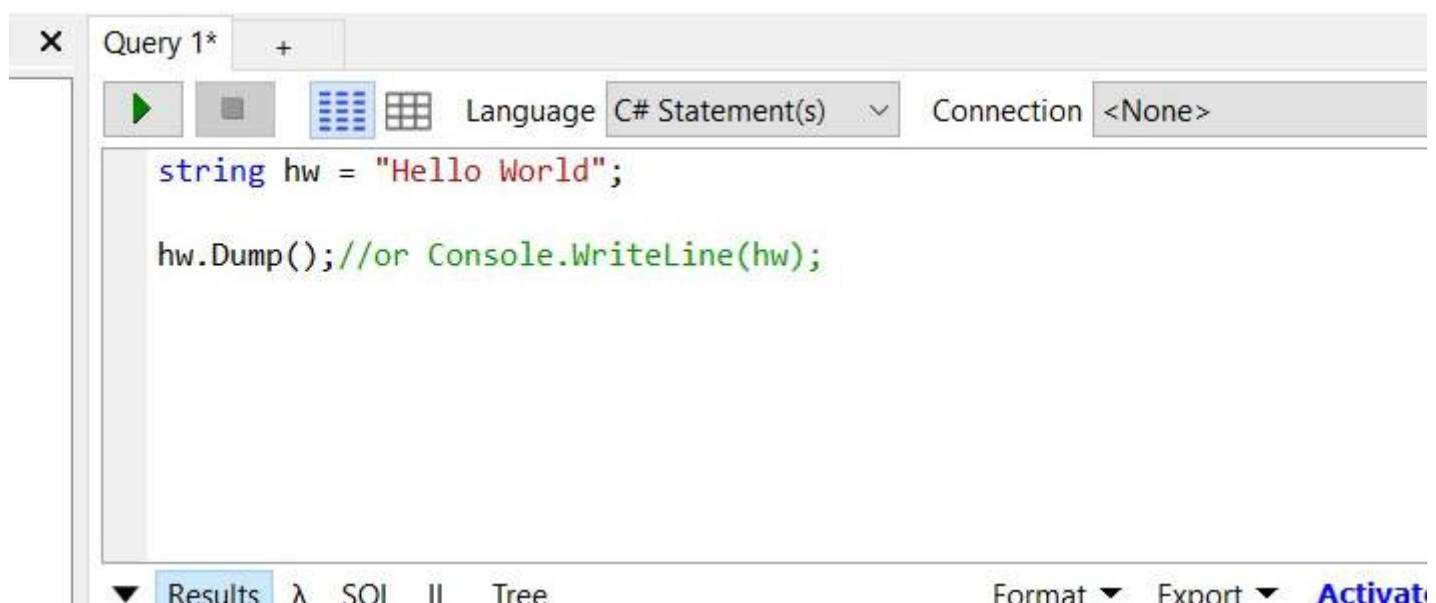 Query 1* +
Language C# Statement(s) Connection <None>
string hw = "Hello World";
hw.Dump();//or Console.WriteLine(hw);
Results λ SQL IL Tree Format Export